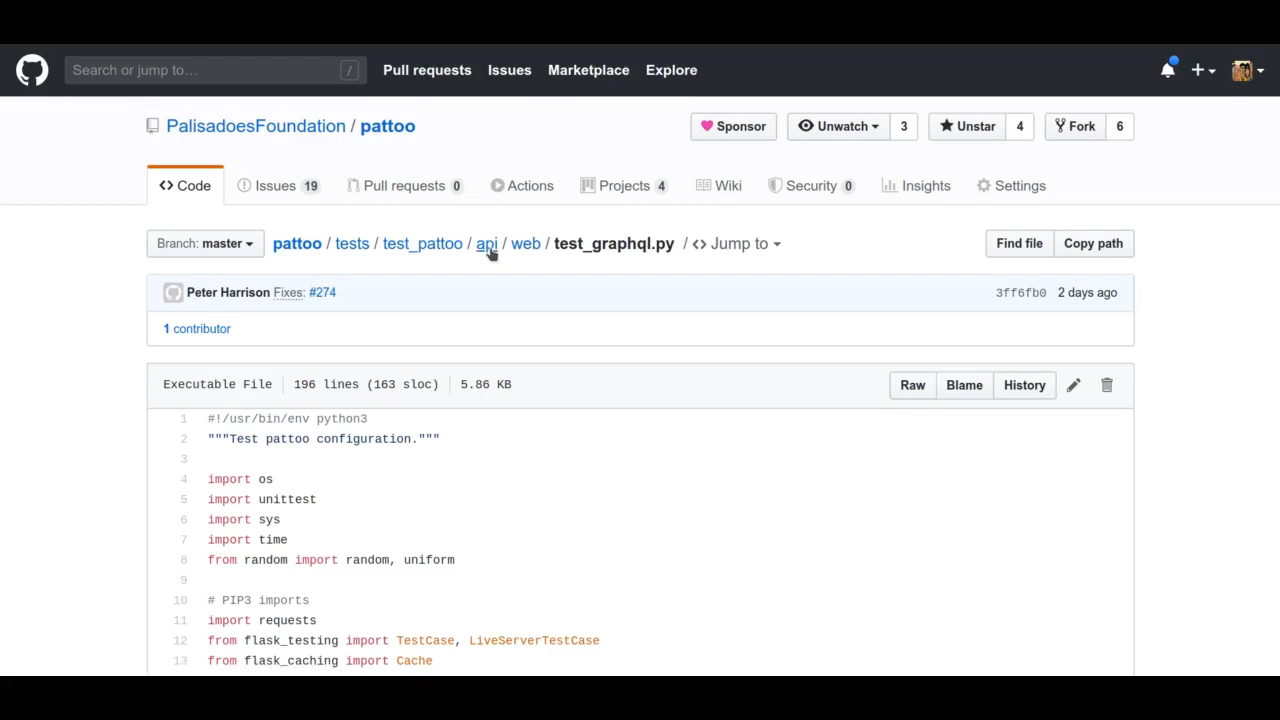 Search or jump to… /
Pull requests Issues Marketplace Explore
PalisadoesFoundation / pattoo
Sponsor Unwatch 3 Unstar 4 Fork 6
Code Issues 19 Pull requests 0 Actions Projects 4 Wiki Security 0 Insights Settings
Branch: master pattoo / tests / test_pattoo / api / web / test_graphql.py / <> Jump to Find file Copy path
Peter Harrison Fixes: #274 3ff6fb0 2 days ago
1 contributor
Executable File 196 lines (163 sloc) 5.86 KB Raw Blame History
1 #!/usr/bin/env python3
2 """Test pattoo configuration."""
3
4 import os
5 import unittest
6 import sys
7 import time
8 from random import random, uniform
9
10 # PIP3 imports
11 import requests
12 from flask_testing import TestCase, LiveServerTestCase
13 from flask_caching import Cache